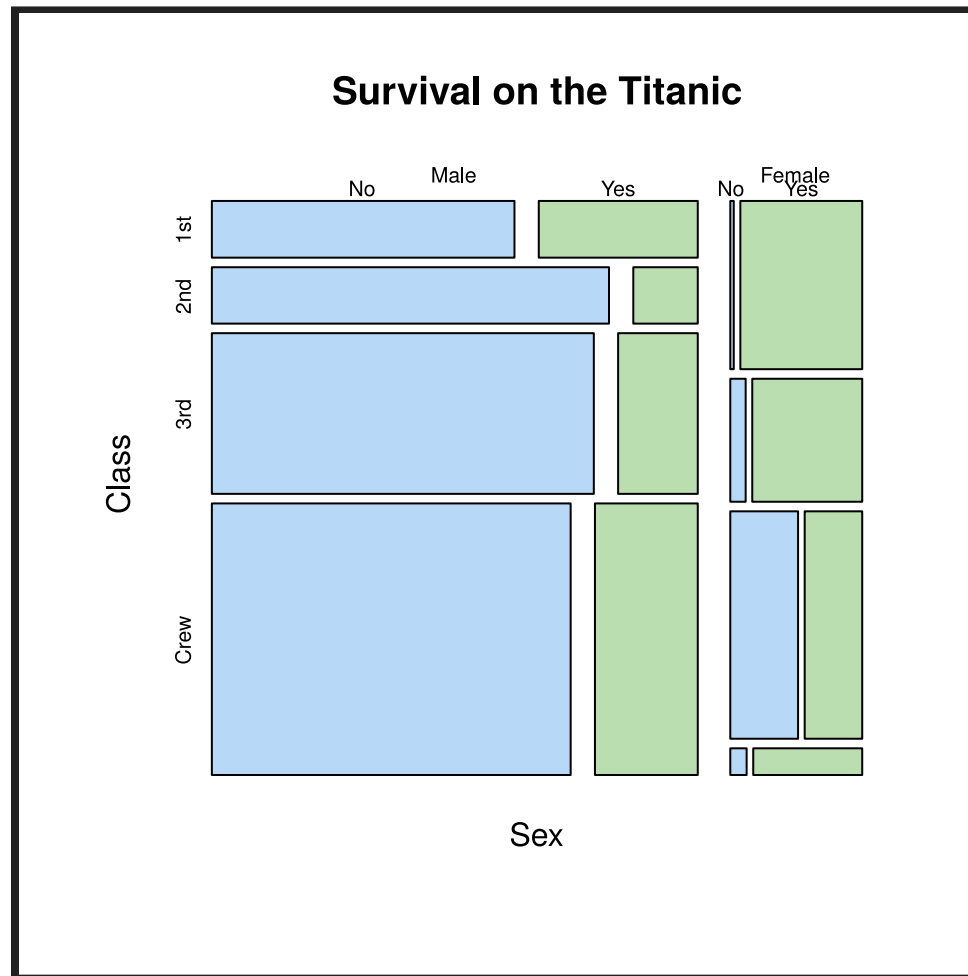 Survival on the Titanic
Male Female
No Yes No Yes
1st
2nd
3rd
Crew
Class
Sex